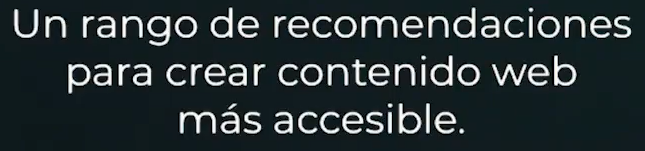 Un rango de recomendaciones
para crear contenido web
más accesible.